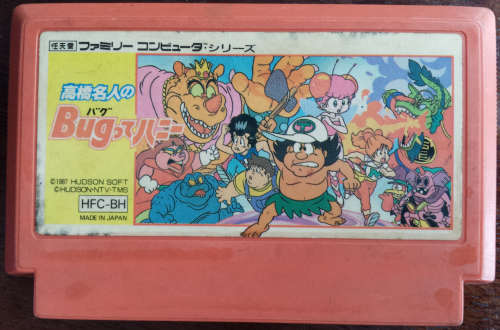 任天堂 ファミリー コンピュータ・シリーズ
高橋名人の
バグ
Bugってハニー
©1987 HUDSON SOFT
©HUDSON・NTV・TMS
HFC-BH
MADE IN JAPAN